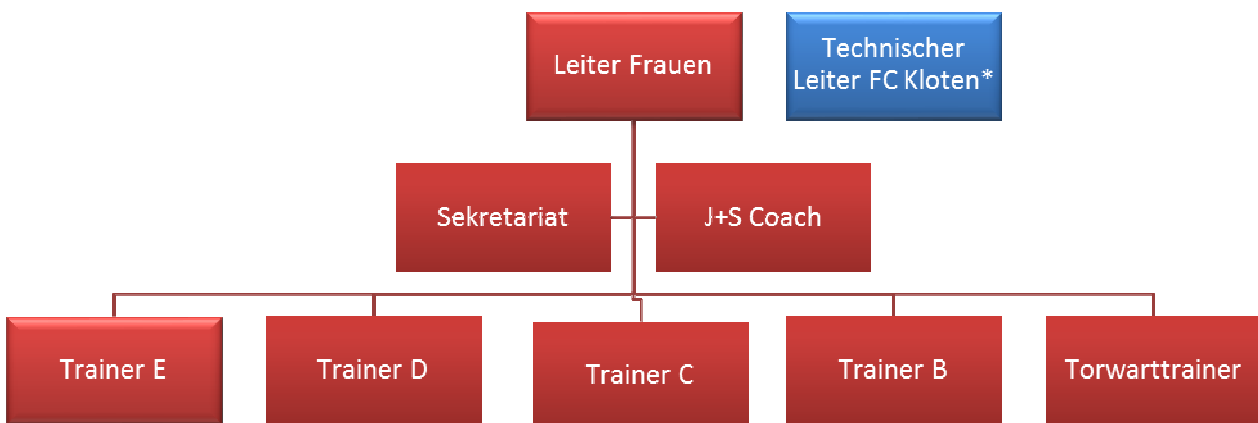 Leiter Frauen
Technischer
Leiter FC Kloten*
Sekretariat
J+S Coach
Trainer E
Trainer D
Trainer C
Trainer B
Torwarttrainer